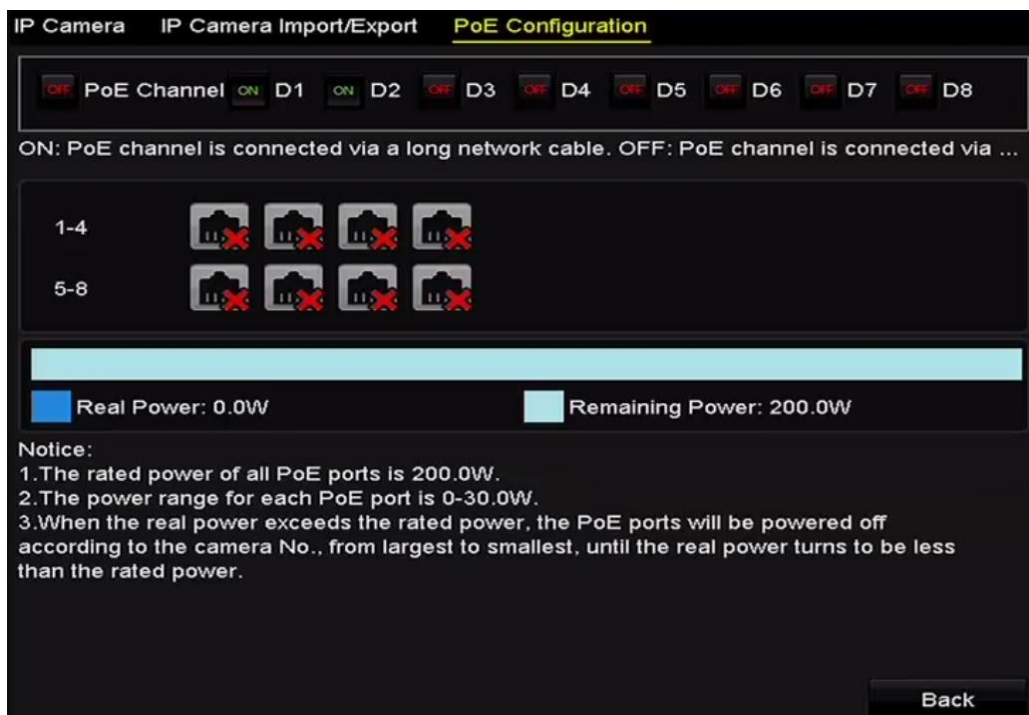 IP Camera IP Camera Import/Export PoE Configuration
OFF PoE Channel ON D1 ON D2 OFF D3 OFF D4 OFF D5 OFF D6 OFF D7 OFF D8
ON: PoE channel is connected via a long network cable. OFF: PoE channel is connected via ...
1-4
5-8
Real Power: 0.0W Remaining Power: 200.0W
Notice:
1.The rated power of all PoE ports is 200.0W.
2.The power range for each PoE port is 0-30.0W.
3.When the real power exceeds the rated power, the PoE ports will be powered off
according to the camera No., from largest to smallest, until the real power turns to be less
than the rated power.
Back